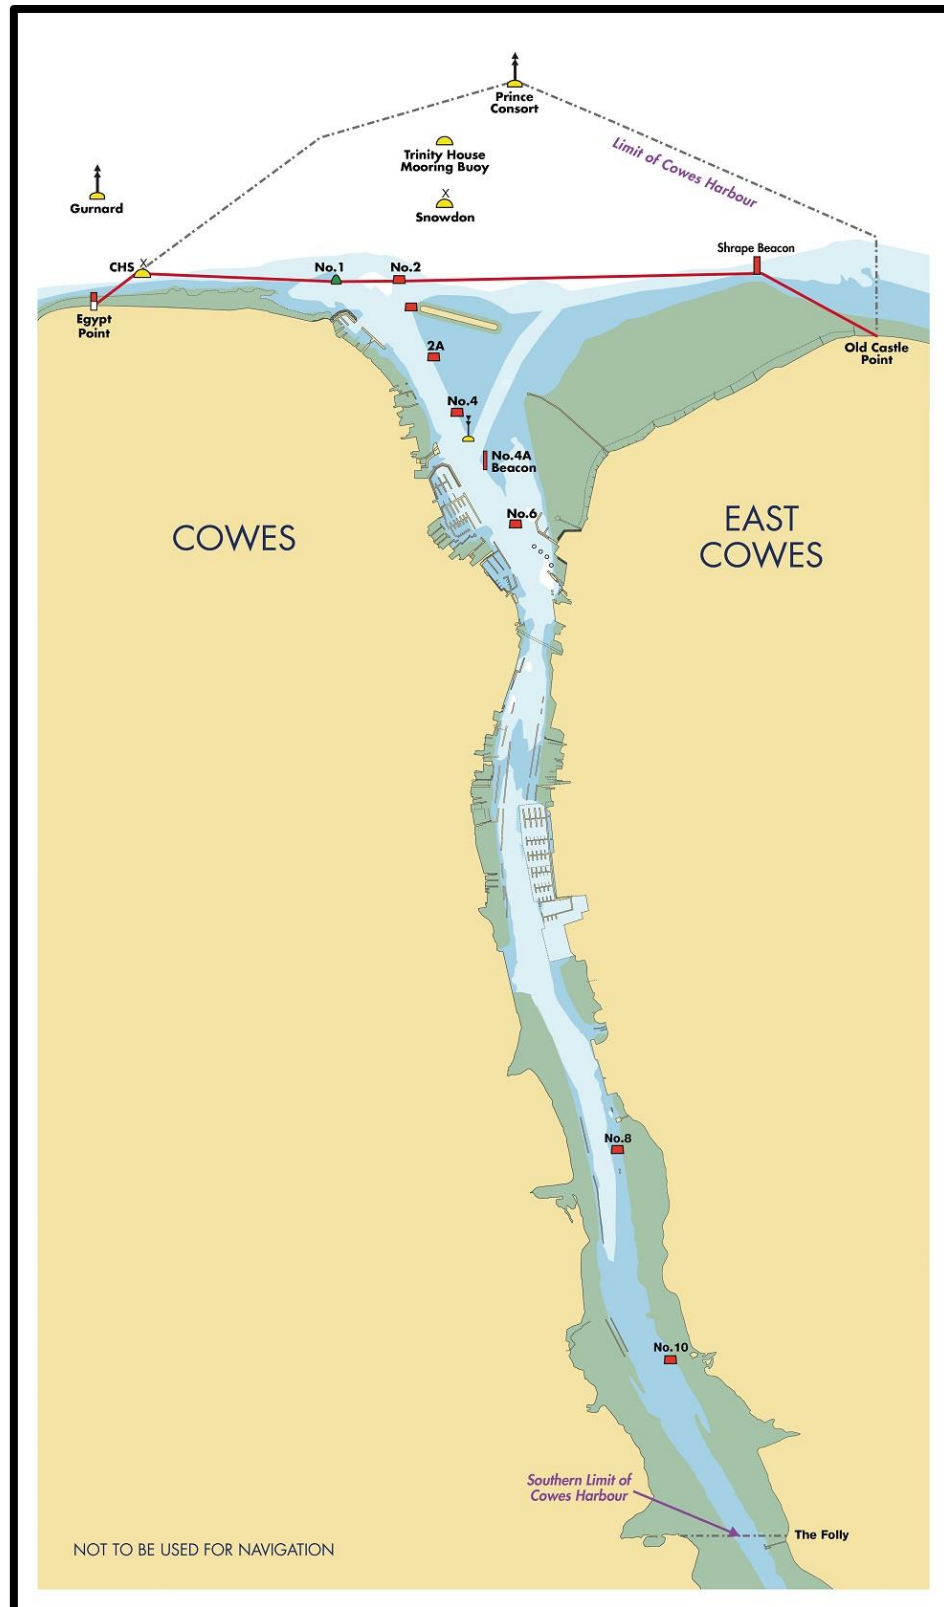 Prince
Consort
Trinity House
Mooring Buoy
Limit of Cowes Harbour
Gurnard
Snowdon
CHS
No.1
No.2
Shrape Beacon
Egypt
Point
2A
Old Castle
Point
No.4
No.4A
Beacon
No.6
COWES
EAST
COWES
No.8
No.10
Southern Limit of
Cowes Harbour
The Folly
NOT TO BE USED FOR NAVIGATION